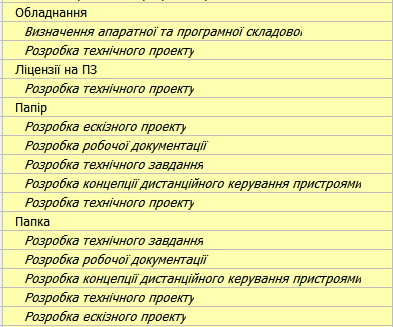 Обладнання
Визначення апаратної та програмної складової
Розробка технічного проекту
Ліцензії на ПЗ
Розробка технічного проекту
Папір
Розробка ескізного проекту
Розробка робочої документації
Розробка технічного завдання
Розробка концепції дистанційного керування пристроями
Розробка технічного проекту
Папка
Розробка технічного завдання
Розробка робочої документації
Розробка концепції дистанційного керування пристроями
Розробка технічного проекту
Розробка ескізного проекту